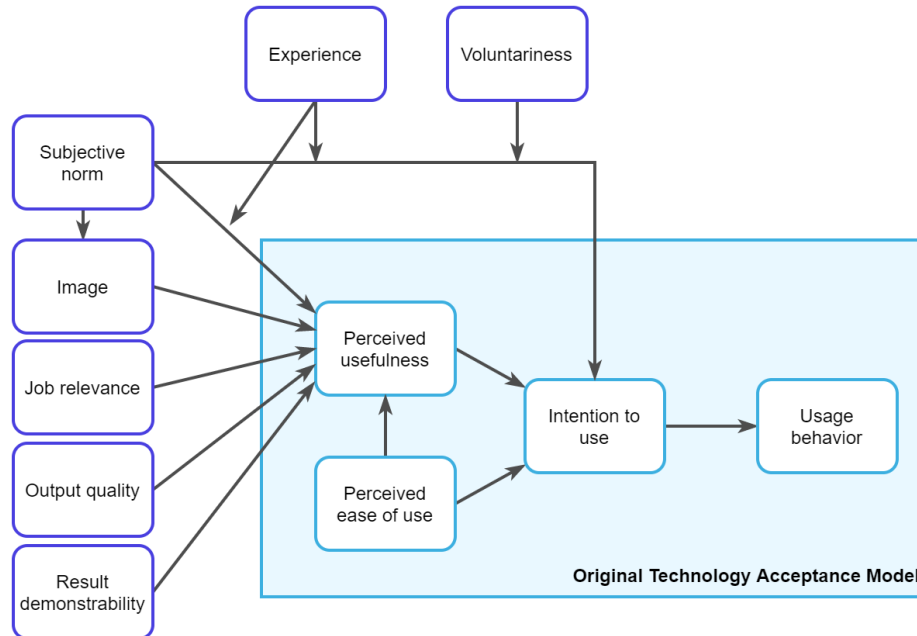 Experience
Voluntariness
Subjective
norm
Image
Perceived
usefulness
Job relevance
Intention to
use
Usage
behavior
Output quality
Perceived
ease of use
Result
demonstrability
Original Technology Acceptance Model